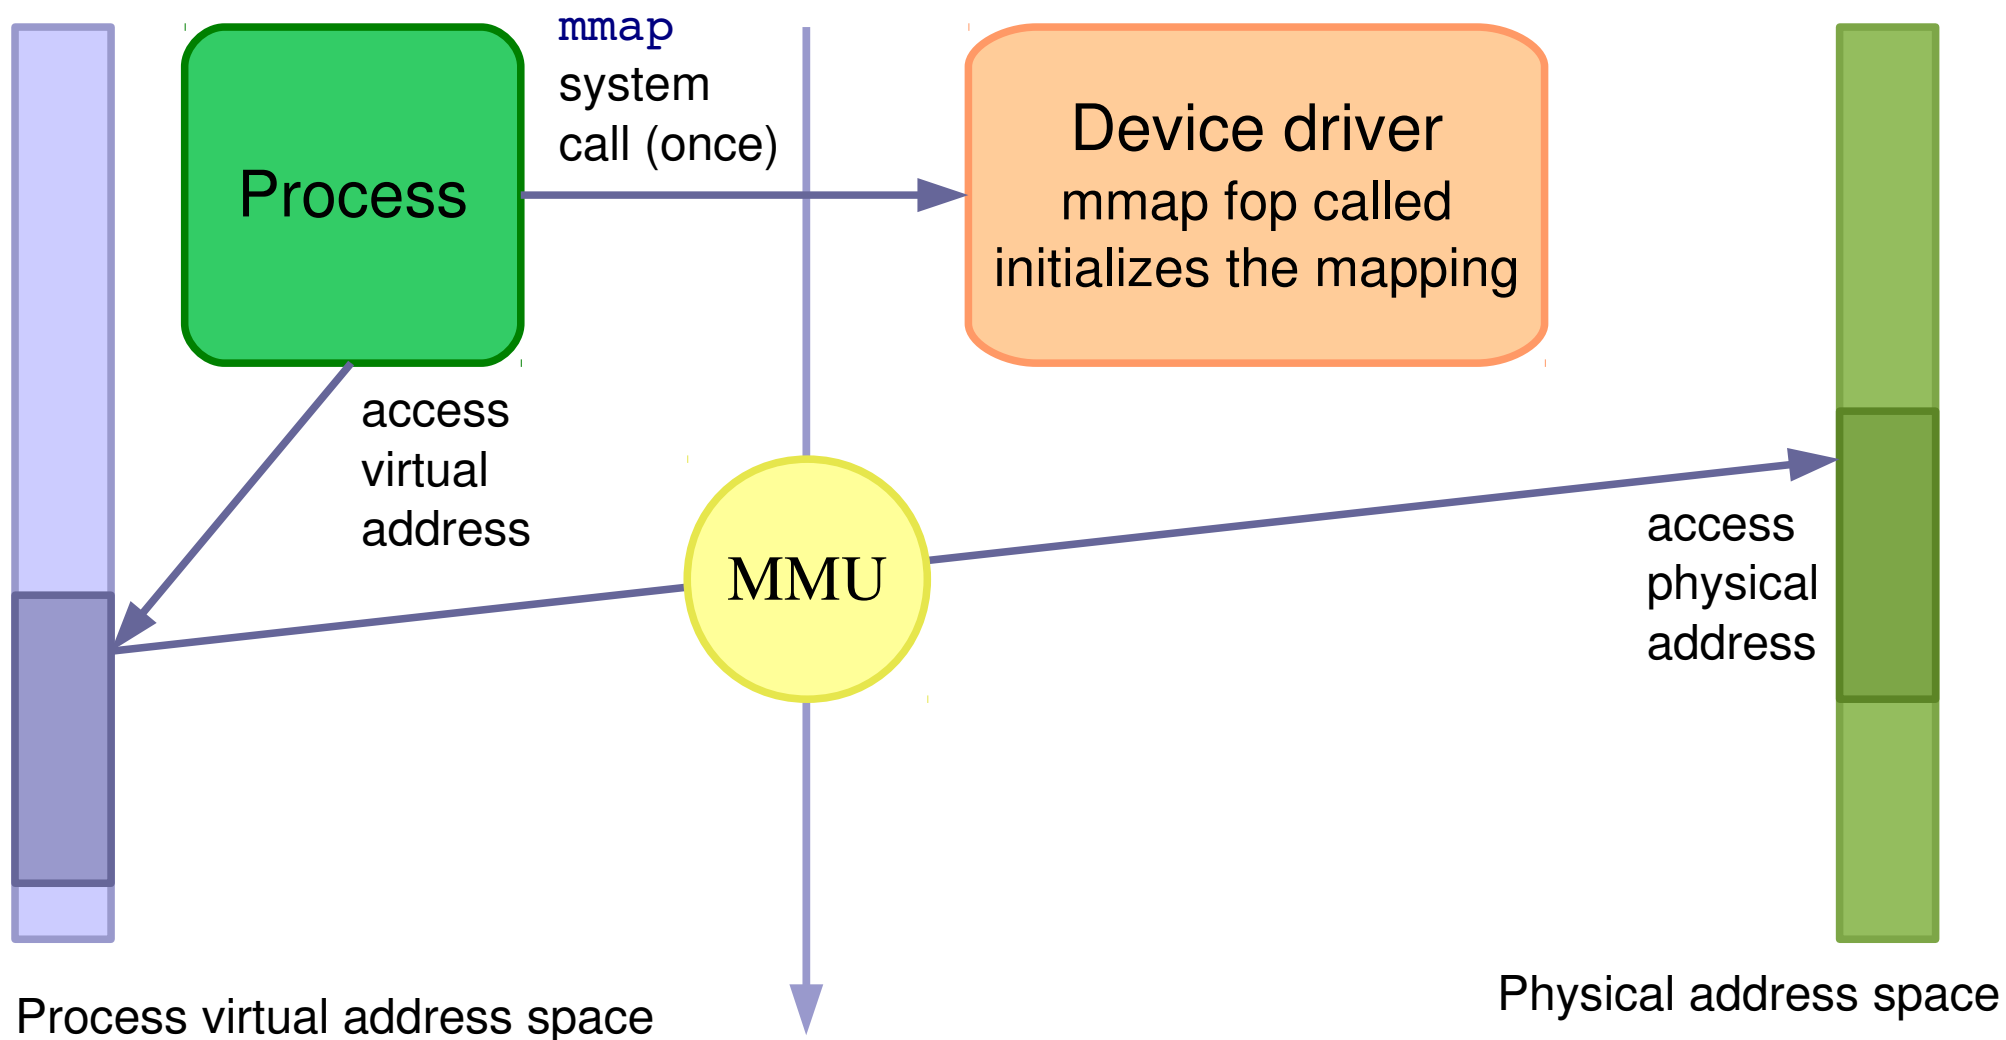 mmap
system
call (once)
Process
Device driver
mmap fop called
initializes the mapping
access
virtual
address
MMU
access
physical
address
Process virtual address space
Physical address space